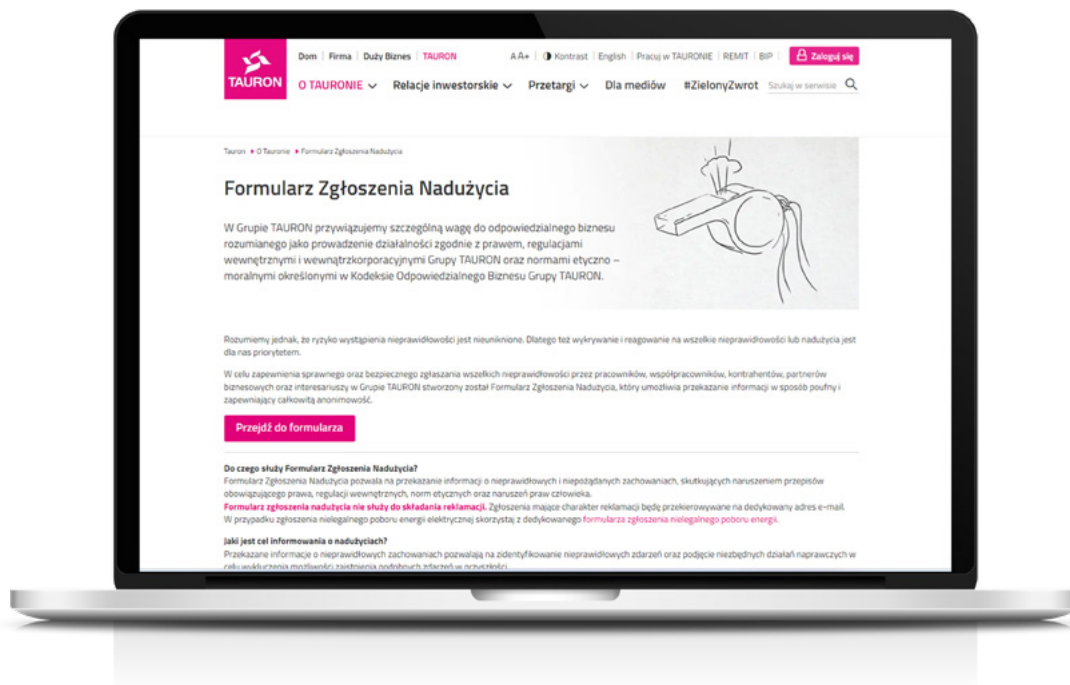 TAURON
Dom Firma Duży Biznes TAURON A A+ Kontrast English Pracuj w TAURONIE REMIT BIP Zaloguj się
O TAURONIE Relacje inwestorskie Przetargi Dla mediów #ZielonyZwrot Szukaj w serwisie
Tauron O Tauronie Formularz Zgłoszenia Nadużycia
Formularz Zgłoszenia Nadużycia
W Grupie TAURON przywiązujemy szczególną wagę do odpowiedzialnego biznesu
rozumianego jako prowadzenie działalności zgodnie z prawem, regulacjami
wewnętrznymi i wewnątrzkorporacyjnymi Grupy TAURON oraz normami etyczno –
moralnymi określonymi w Kodeksie Odpowiedzialnego Biznesu Grupy TAURON.
Rozumiemy jednak, że ryzyko wystąpienia nieprawidłowości jest nieuniknione. Dlatego też wykrywanie i reagowanie na wszelkie nieprawidłowości lub nadużycia jest
dla nas priorytetem.
W celu zapewnienia sprawnego oraz bezpiecznego zgłaszania wszelkich nieprawidłowości przez pracowników, współpracowników, kontrahentów, partnerów
biznesowych oraz interesariuszy w Grupie TAURON stworzony został Formularz Zgłoszenia Nadużycia, który umożliwia przekazanie informacji w sposób poufny i
zapewniający całkowitą anonimowość.
Przejdź do formularza
Do czego służy Formularz Zgłoszenia Nadużycia?
Formularz Zgłoszenia Nadużycia pozwala na przekazanie informacji o nieprawidłowych i niepożądanych zachowaniach, skutkujących naruszeniem przepisów
obowiązującego prawa, regulacji wewnętrznych, norm etycznych oraz naruszeń praw człowieka.
Formularz zgłoszenia nadużycia nie służy do składania reklamacji. Zgłoszenia mające charakter reklamacji będę przekierowywane na dedykowany adres e-mail.
W przypadku zgłoszenia nielegalnego poboru energii elektrycznej skorzystaj z dedykowanego formularza zgłoszenia nielegalnego poboru energii.
Jaki jest cel informowania o nadużyciach?
Przekazane informacje o nieprawidłowych zachowaniach pozwalają na zidentyfikowanie nieprawidłowych zdarzeń oraz podjęcie niezbędnych działań naprawczych w
celu wykluczenia możliwości zaistnienia podobnych zdarzeń w przyszłości.